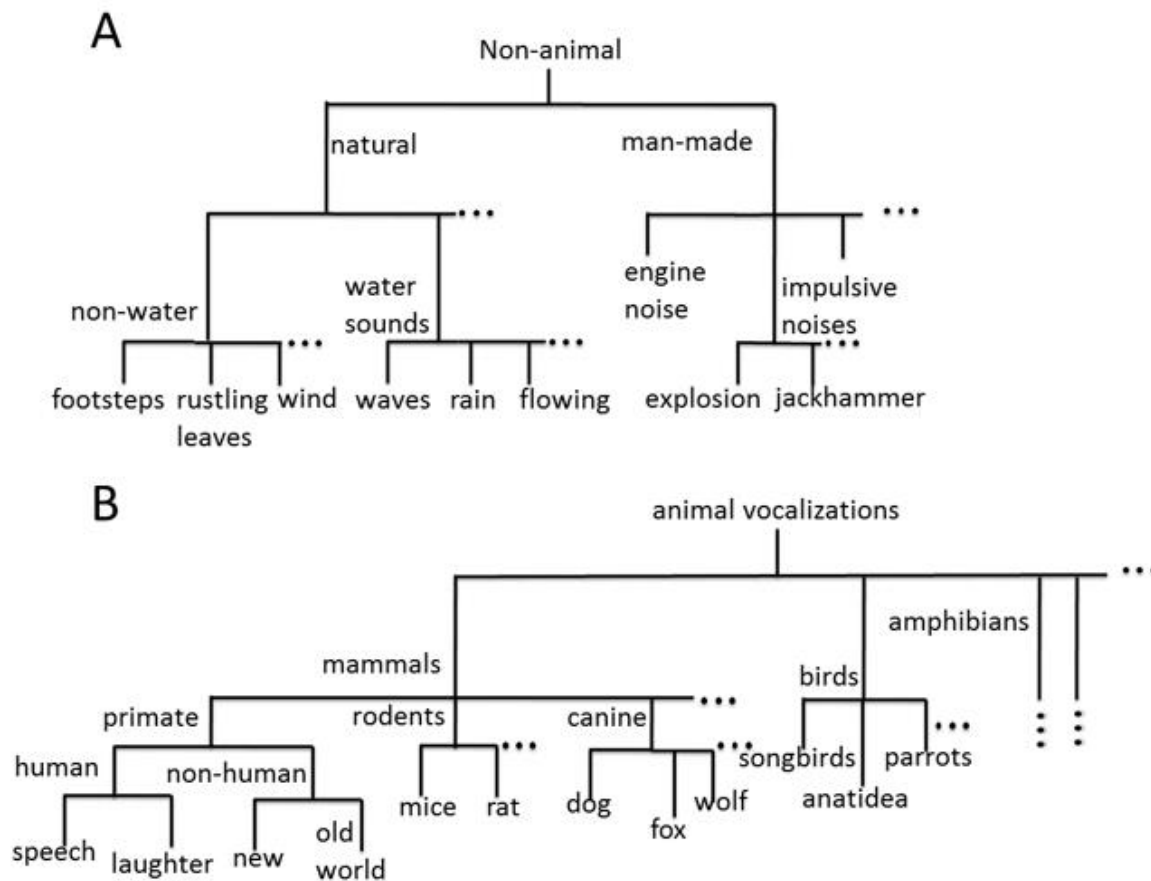 A
Non-animal
natural
man-made
non-water
water
sounds
engine
noise
impulsive
noises
footsteps
rustling
leaves
wind
waves
rain
flowing
explosion
jackhammer
B
animal vocalizations
mammals
birds
amphibians
primate
rodents
canine
human
non-human
songbirds
anatidea
parrots
speech
laughter
new
old
world
mice
rat
dog
fox
wolf